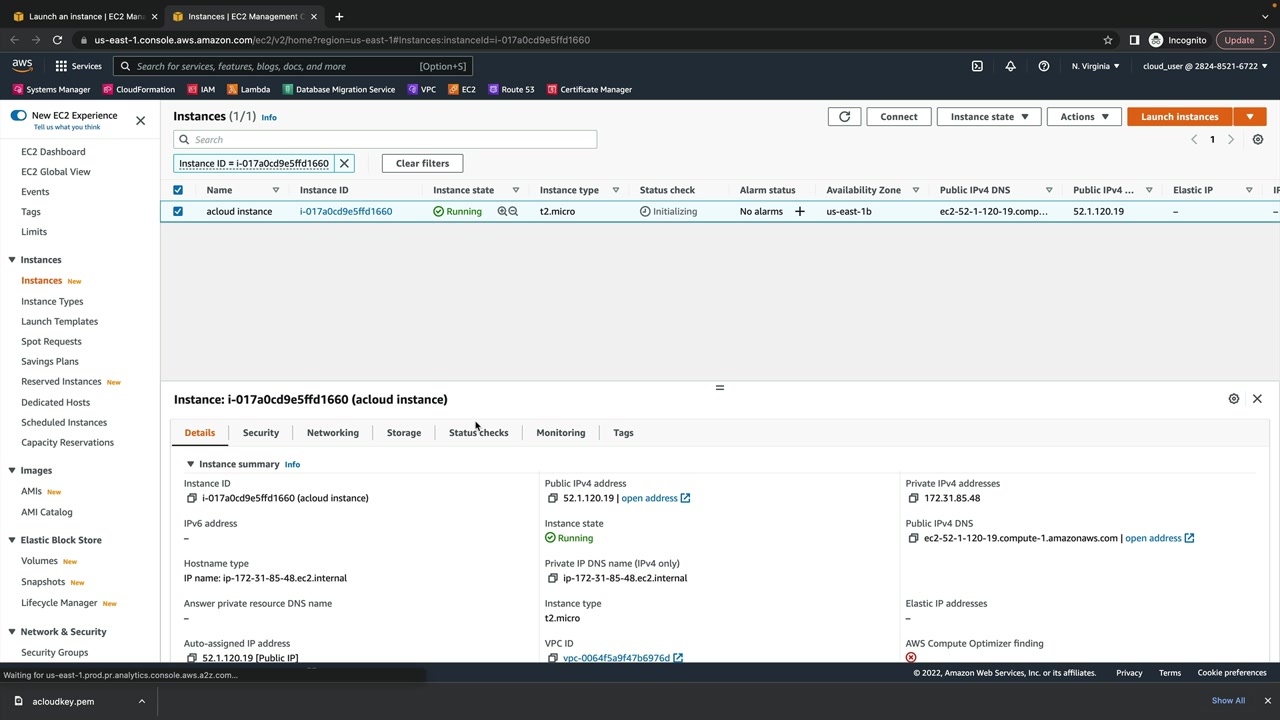 Launch an instance | EC2 Mana
Instances | EC2 Management C
us-east-1.console.aws.amazon.com/ec2/v2/home?region=us-east-1#Instances:instanceId=i-017a0cd9e5ffd1660
Incognito
Update
aws
Services
Search for services, features, blogs, docs, and more
[Option+S]
N. Virginia
cloud_user @ 2824-8521-6722
Systems Manager
CloudFormation
IAM
Lambda
Database Migration Service
VPC
EC2
Route 53
Certificate Manager
New EC2 Experience
Tell us what you think
EC2 Dashboard
EC2 Global View
Events
Tags
Limits
Instances
Instances New
Instance Types
Launch Templates
Spot Requests
Savings Plans
Reserved Instances New
Dedicated Hosts
Scheduled Instances
Capacity Reservations
Images
AMIs New
AMI Catalog
Elastic Block Store
Volumes New
Snapshots New
Lifecycle Manager New
Network & Security
Security Groups
Instances (1/1) Info
Connect
Instance state
Actions
Launch instances
Search
1
Instance ID = i-017a0cd9e5ffd1660
Clear filters
Name Instance ID Instance state Instance type Status check Alarm status Availability Zone Public IPv4 DNS Public IPv4 ... Elastic IP
acloud instance i-017a0cd9e5ffd1660 Running t2.micro Initializing No alarms us-east-1b ec2-52-1-120-19.comp... 52.1.120.19 –
Instance: i-017a0cd9e5ffd1660 (acloud instance)
Details
Security
Networking
Storage
Status checks
Monitoring
Tags
Instance summary Info
Instance ID
i-017a0cd9e5ffd1660 (acloud instance)
Public IPv4 address
52.1.120.19 | open address
Private IPv4 addresses
172.31.85.48
IPv6 address
–
Instance state
Running
Public IPv4 DNS
ec2-52-1-120-19.compute-1.amazonaws.com | open address
Hostname type
IP name: ip-172-31-85-48.ec2.internal
Private IP DNS name (IPv4 only)
ip-172-31-85-48.ec2.internal
Answer private resource DNS name
–
Instance type
t2.micro
Elastic IP addresses
–
Auto-assigned IP address
52.1.120.19 [Public IP]
VPC ID
vpc-0064f5a9f47b6976d
AWS Compute Optimizer finding
Waiting for us-east-1.prod.pr.analytics.console.aws.a2z.com...
© 2022, Amazon Web Services, Inc. or its affiliates.
Privacy
Terms
Cookie preferences
acloudkey.pem
Show All